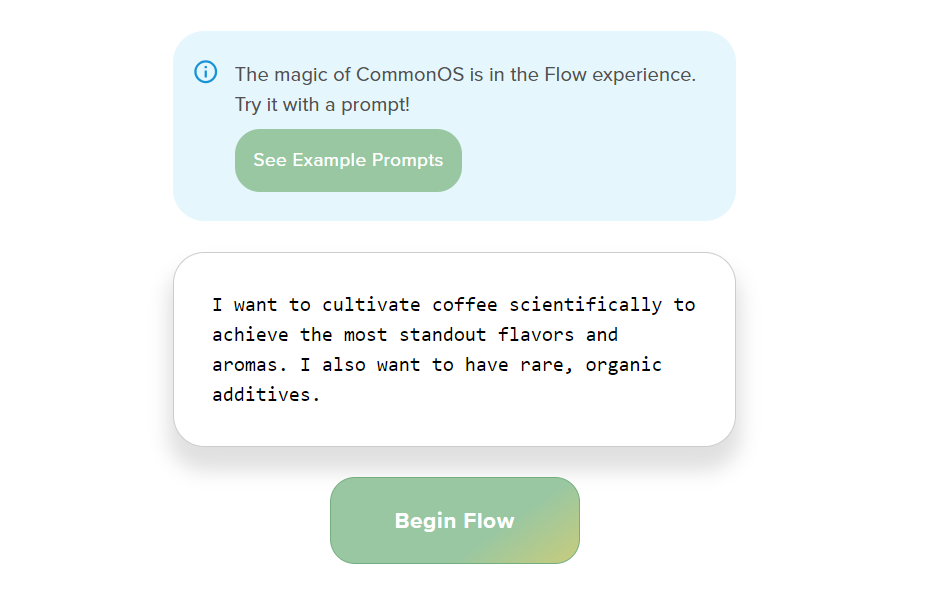 The magic of CommonOS is in the Flow experience.
Try it with a prompt!
See Example Prompts
I want to cultivate coffee scientifically to
achieve the most standout flavors and
aromas. I also want to have rare, organic
additives.
Begin Flow